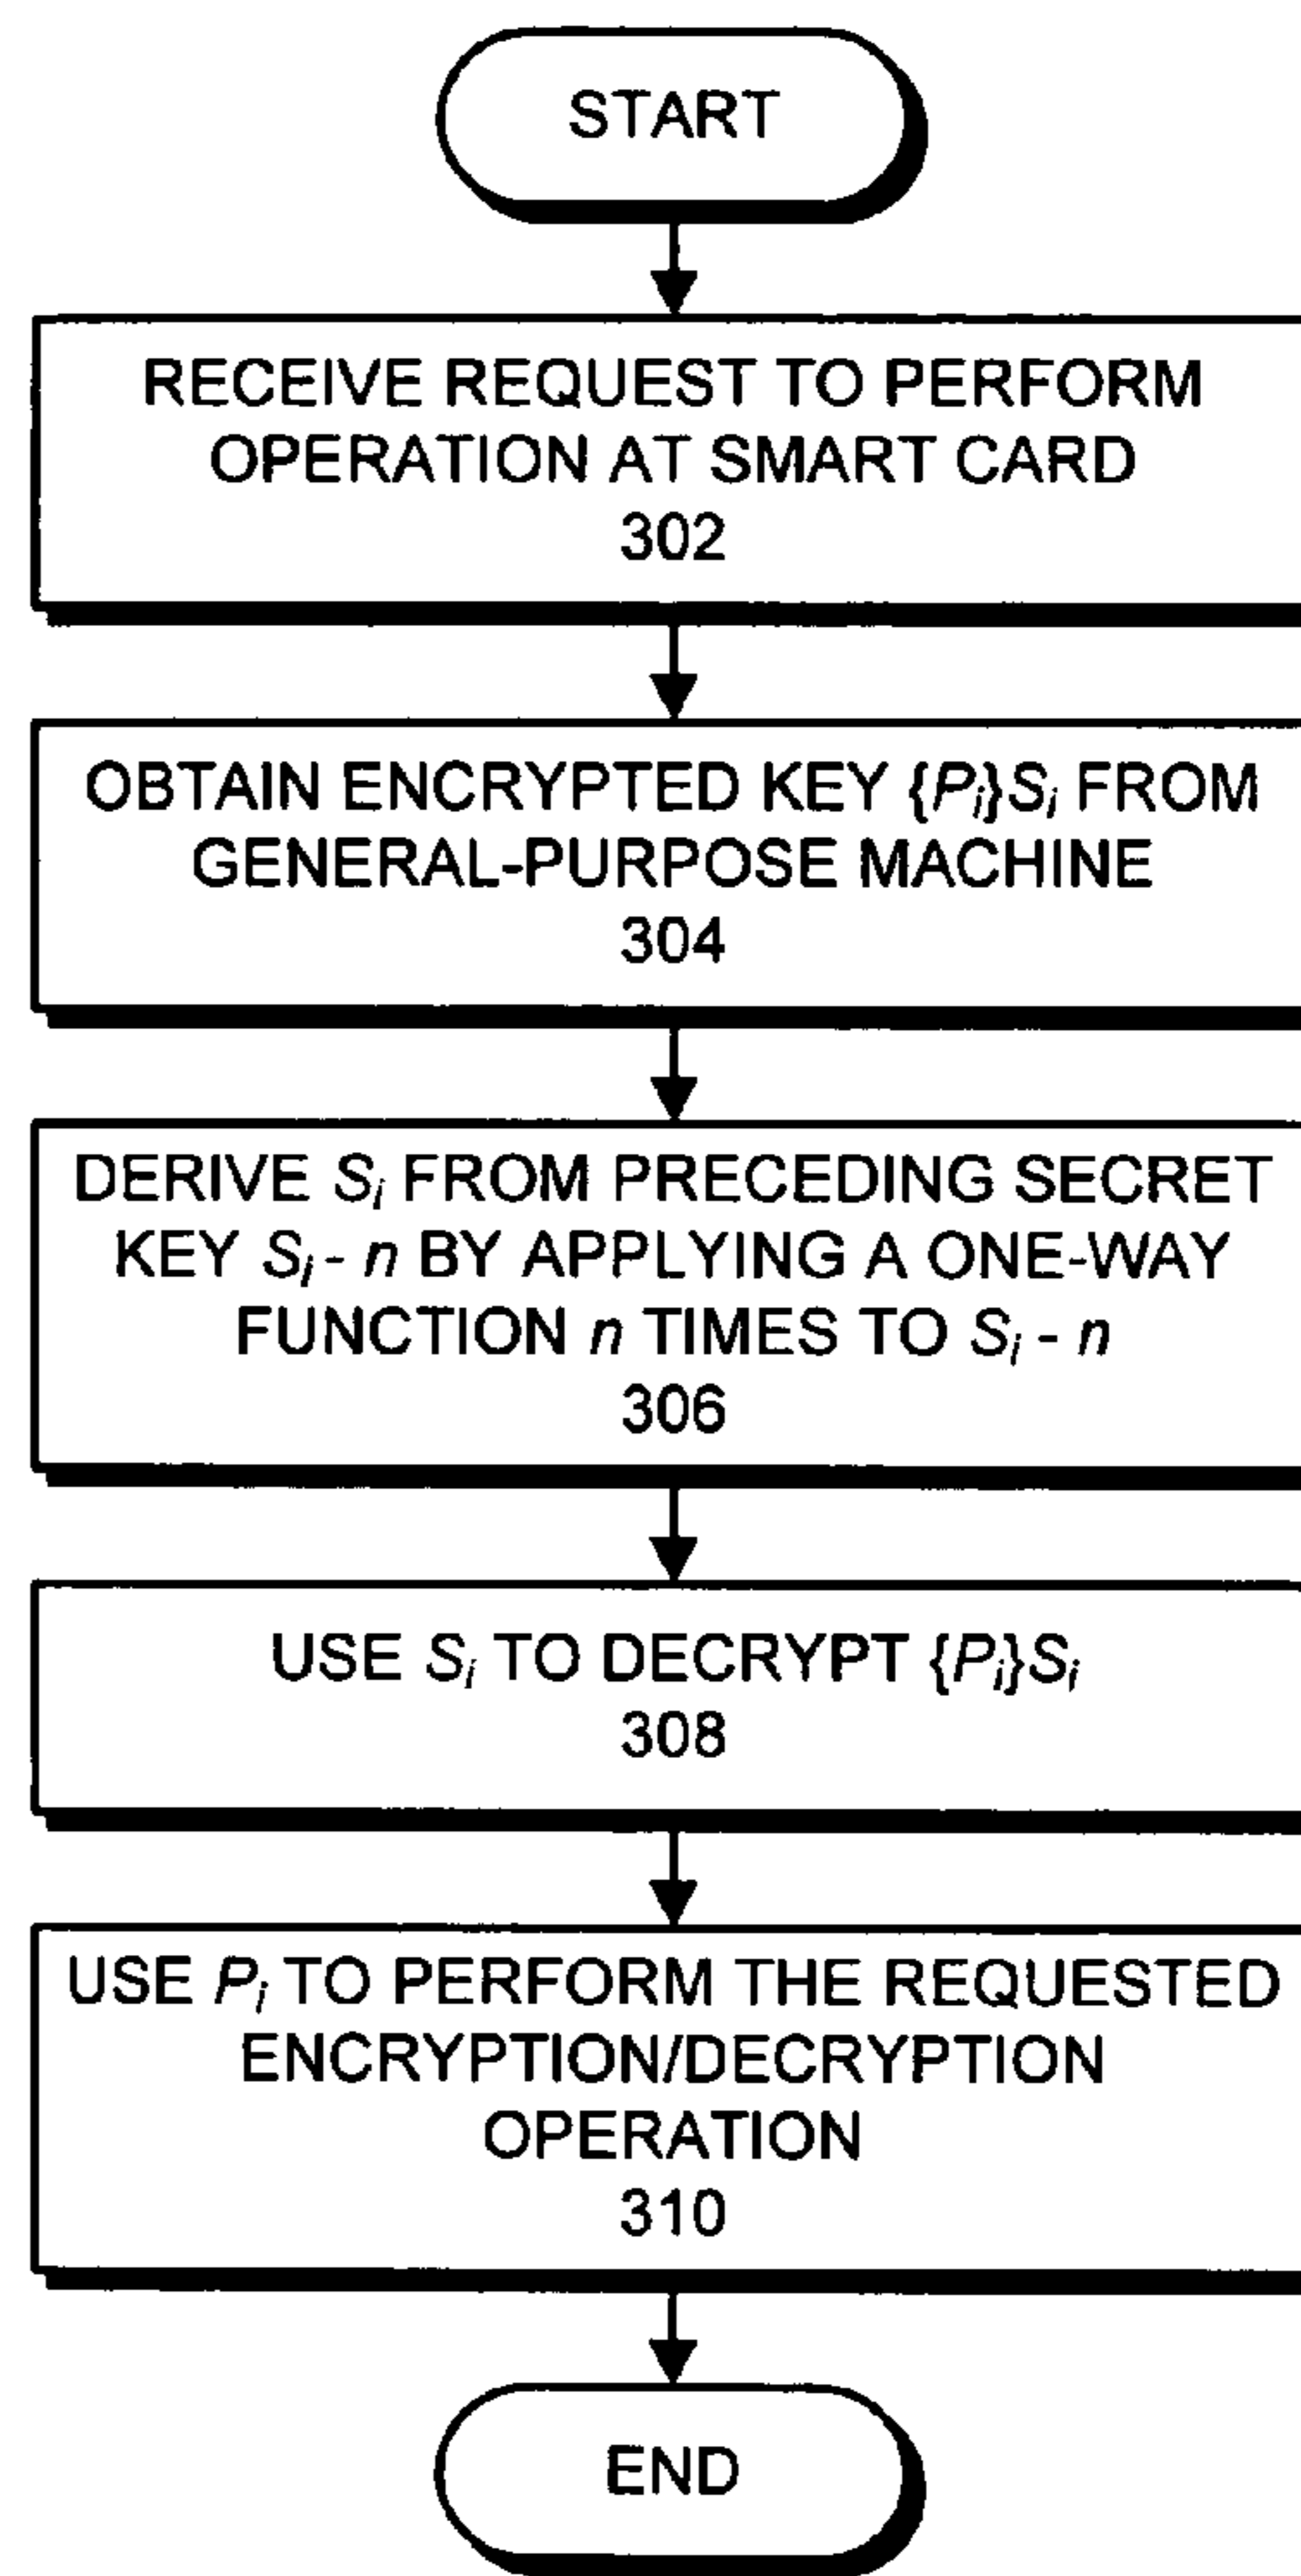 START
RECEIVE REQUEST TO PERFORM
OPERATION AT SMART CARD
302
OBTAIN ENCRYPTED KEY {Pᵢ}Sᵢ FROM
GENERAL-PURPOSE MACHINE
304
DERIVE Sᵢ FROM PRECEDING SECRET
KEY Sᵢ - n BY APPLYING A ONE-WAY
FUNCTION n TIMES TO Sᵢ - n
306
USE Sᵢ TO DECRYPT {Pᵢ}Sᵢ
308
USE Pᵢ TO PERFORM THE REQUESTED
ENCRYPTION/DECRYPTION
OPERATION
310
END